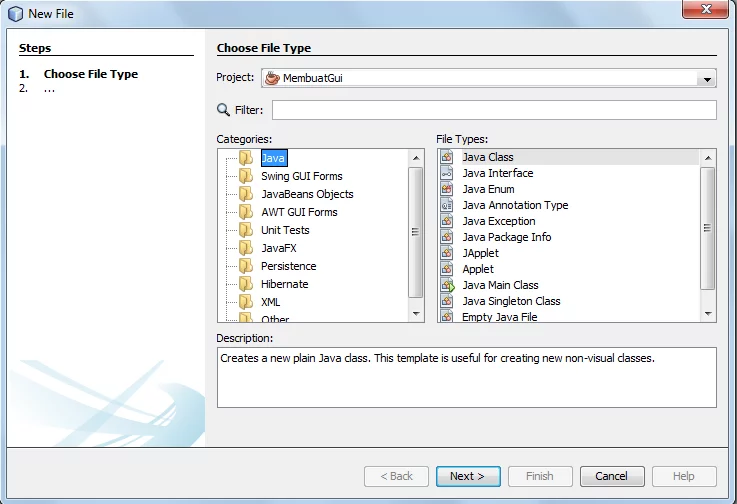 New File
Steps
1. Choose File Type
2. ...
Choose File Type
Project: MembuatGui
Filter:
Categories:
Java
Swing GUI Forms
JavaBeans Objects
AWT GUI Forms
Unit Tests
JavaFX
Persistence
Hibernate
XML
Other
File Types:
Java Class
Java Interface
Java Enum
Java Annotation Type
Java Exception
Java Package Info
JApplet
Applet
Java Main Class
Java Singleton Class
Empty Java File
Description:
Creates a new plain Java class. This template is useful for creating new non-visual classes.
< Back Next > Finish Cancel Help